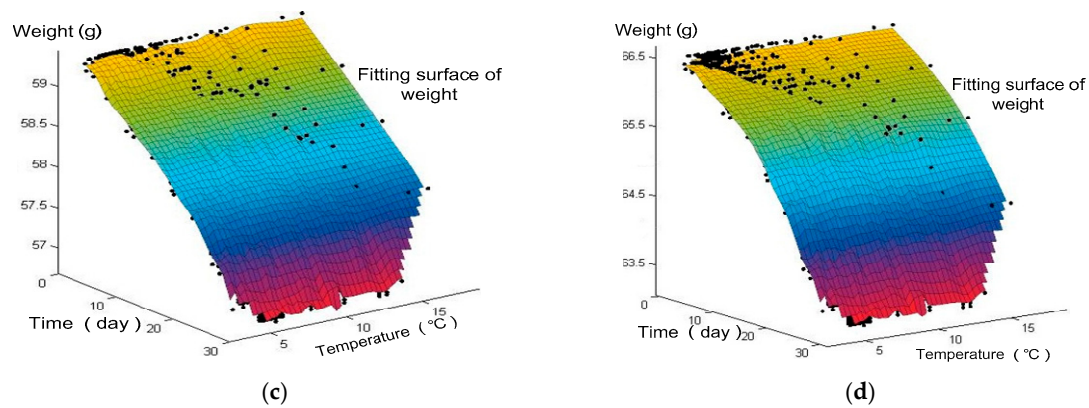 Weight (g)
59
58.5
58
57.5
57
0
10
20
30
Time ( day )
5
10
15
Temperature ( °C )
Fitting surface of
weight
(c)
Weight (g)
66.5
65.5
64.5
63.5
0
10
20
30
Time ( day )
5
10
15
Temperature ( °C )
Fitting surface of
weight
(d)